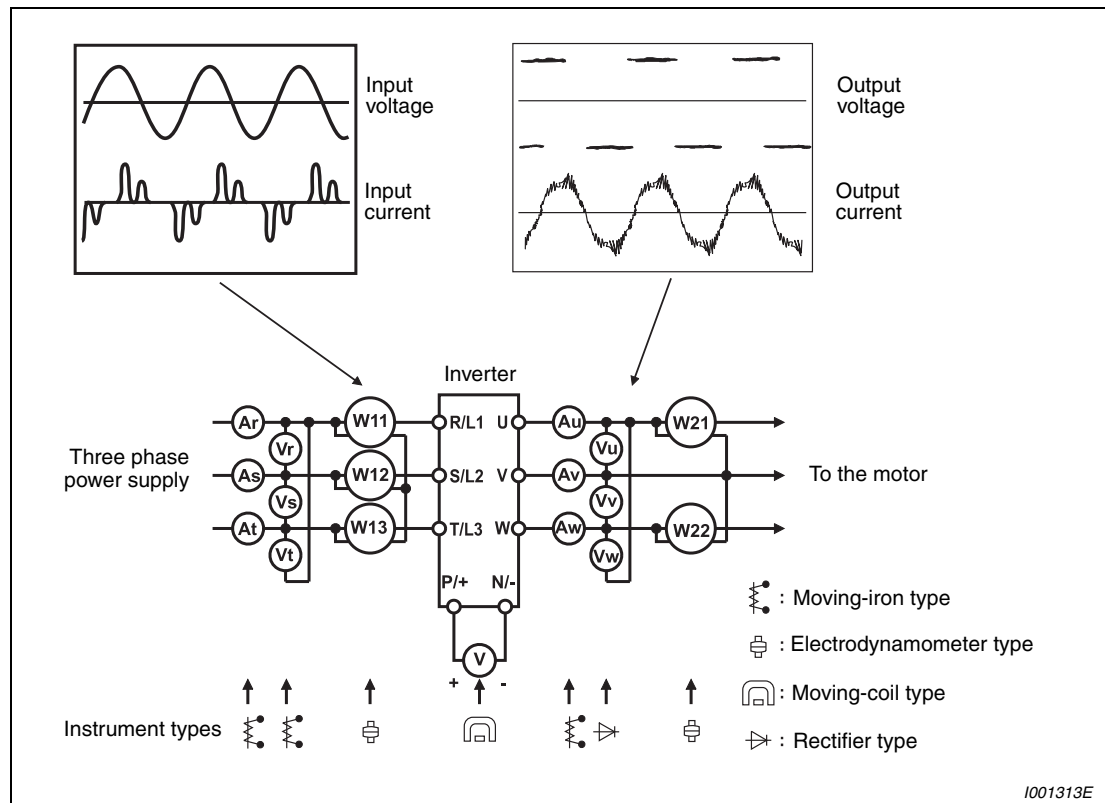 Input
voltage
Input
current
Output
voltage
Output
current
Inverter
Three phase
power supply
Ar
As
At
Vr
Vs
Vt
W11
W12
W13
R/L1
S/L2
T/L3
U
V
W
P/+
N/-
V
+
-
Au
Av
Aw
Vu
Vv
Vw
W21
W22
To the motor
: Moving-iron type
: Electrodynamometer type
: Moving-coil type
: Rectifier type
Instrument types
I001313E